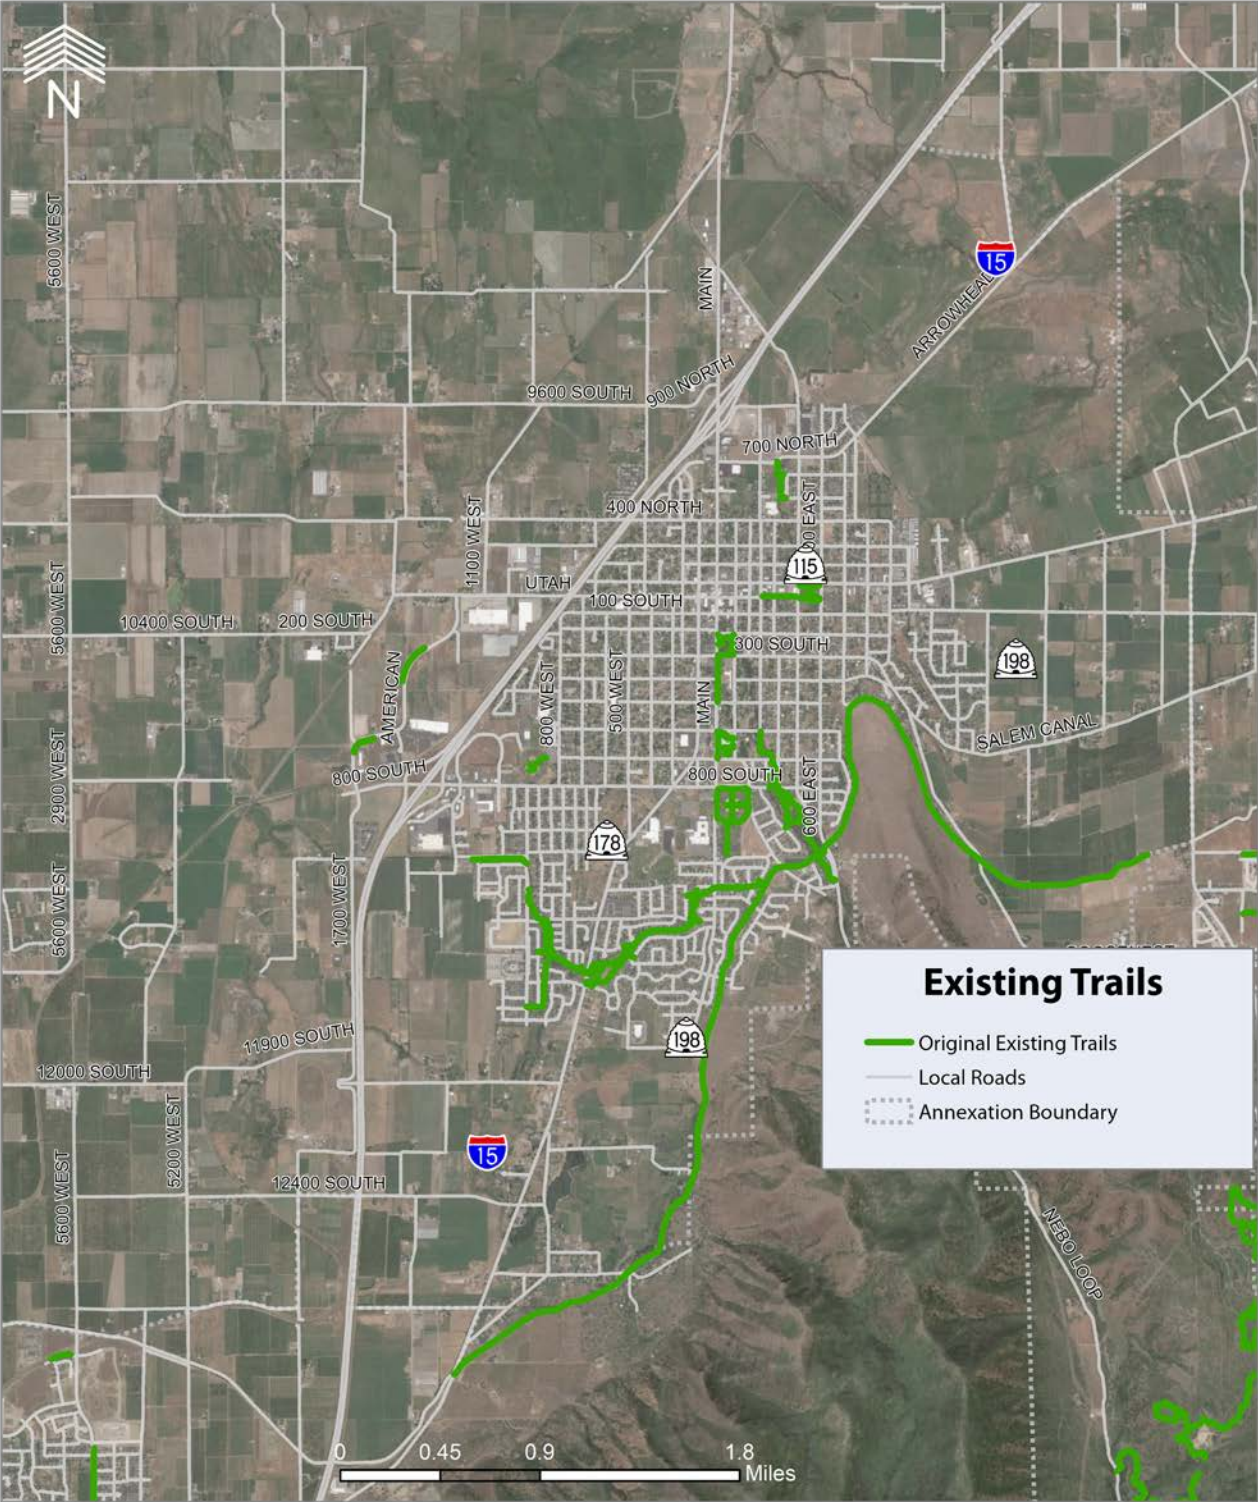 N
5600 WEST
MAIN
15
ARROWHEAD
9600 SOUTH
900 NORTH
700 NORTH
400 NORTH
1100 WEST
115
UTAH
100 SOUTH
5600 WEST
10400 SOUTH
200 SOUTH
300 SOUTH
198
AMERICAN
800 WEST
500 WEST
MAIN
SALEM CANAL
2900 WEST
800 SOUTH
800 SOUTH
600 EAST
178
5600 WEST
1700 WEST
Existing Trails
Original Existing Trails
Local Roads
Annexation Boundary
198
11900 SOUTH
12000 SOUTH
5200 WEST
15
12400 SOUTH
5600 WEST
NEBO LOOP
0
0.45
0.9
1.8
Miles